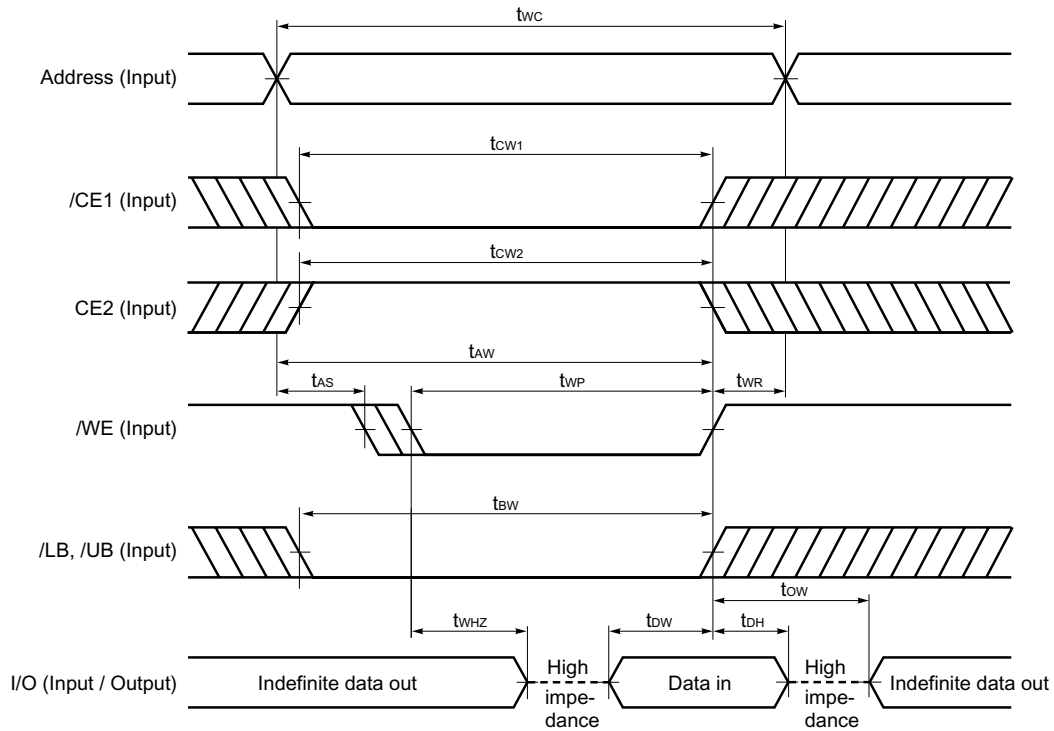 tWC
Address (Input)
tCW1
/CE1 (Input)
tCW2
CE2 (Input)
tAW
tAS
tWP
tWR
/WE (Input)
tBW
/LB, /UB (Input)
tOW
tWHZ
tDW
tDH
I/O (Input / Output)
Indefinite data out
High
impe-
dance
Data in
High
impe-
dance
Indefinite data out